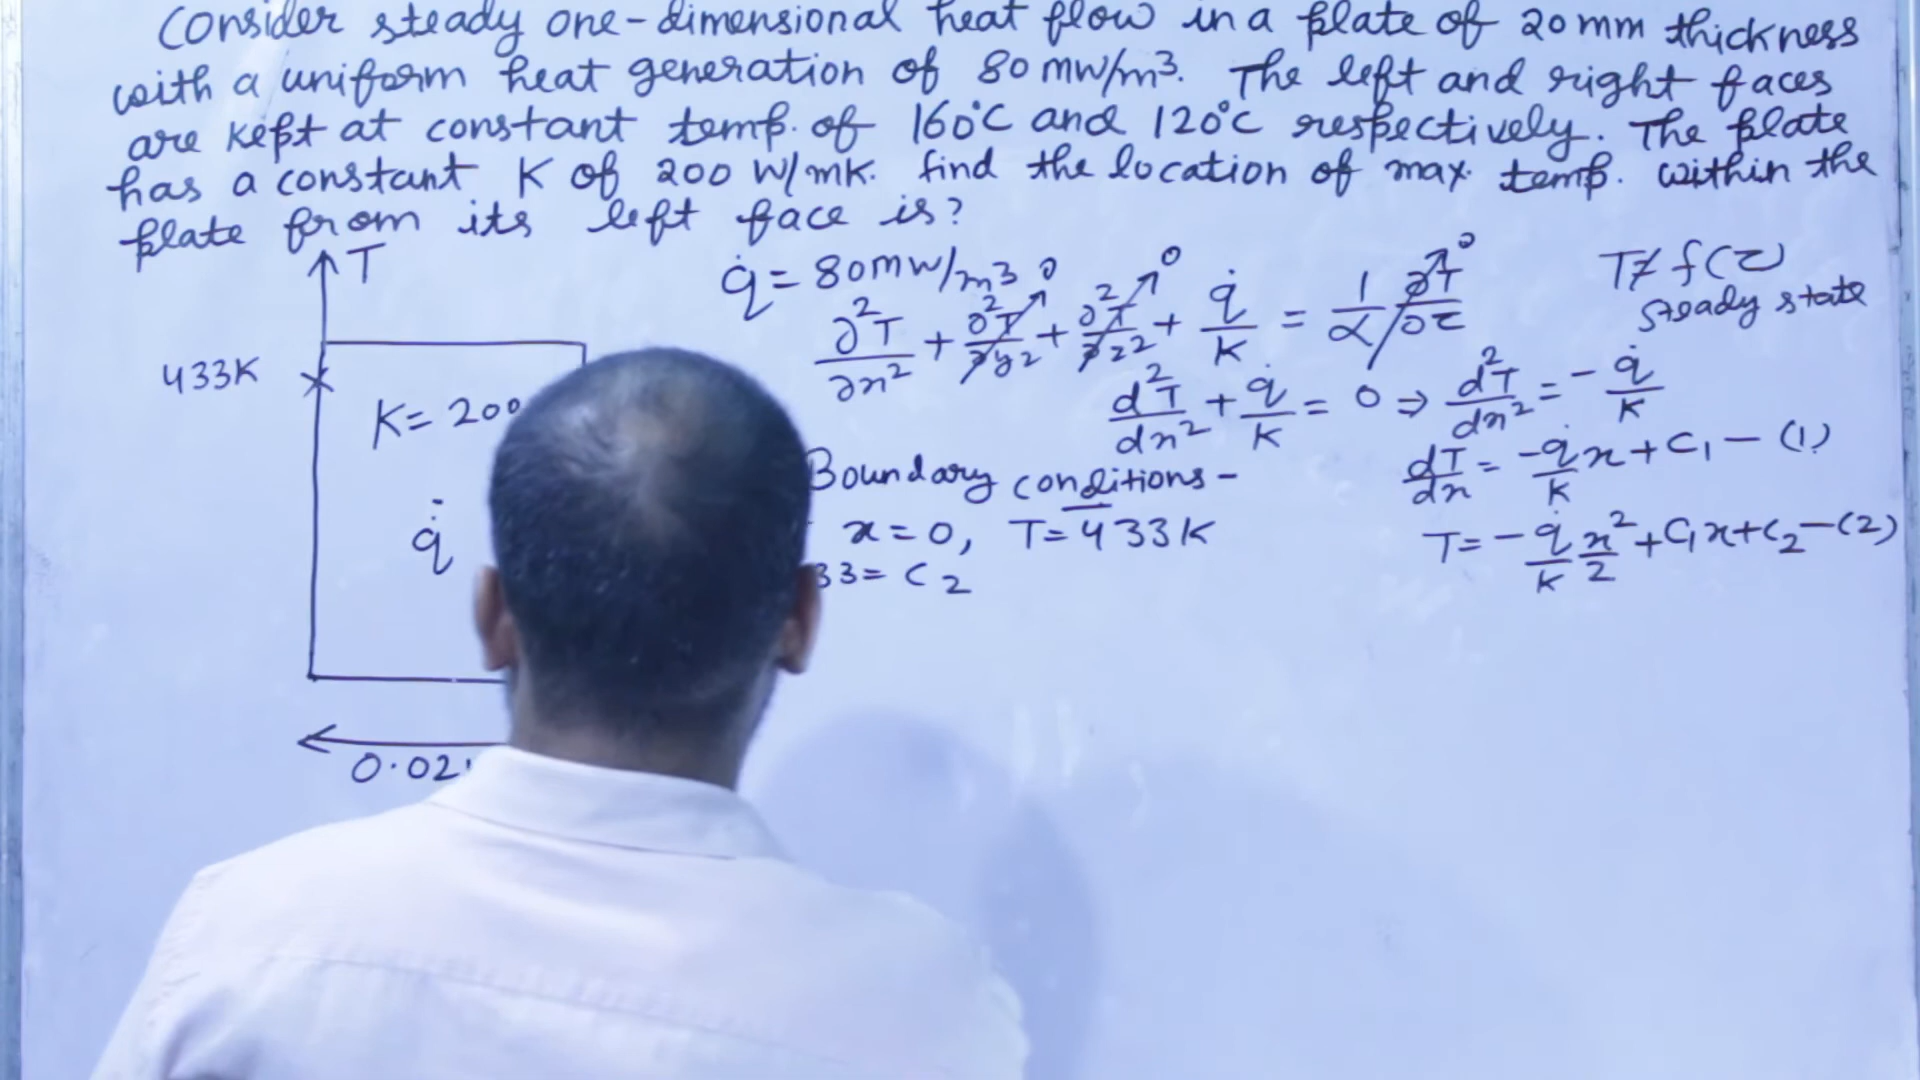 Consider steady one-dimensional heat flow in a plate of 20mm thickness
with a uniform heat generation of 80 mw/m³. The left and right faces
are kept at constant temp. of 160°C and 120°C respectively. The plate
has a constant K of 200 W/mK. find the location of max. temp. within the
plate from its left face is?
T
q̇ = 80mw/m3
T≠f(τ)
steady state
∂²T/∂x² + ∂²T/∂y² 0 + ∂²T/∂z² 0 + q̇/k = 1/α ∂T/∂τ 0
433K
K=200
d²T/dx² + q̇/k = 0 ⇒ d²T/dx² = -q̇/k
dT/dx = -q̇/k x + C1 - (1)
Boundary conditions -
x=0, T=433K
T = -q̇/k x²/2 + C1x+C2 - (2)
q̇
33= C2
0.02